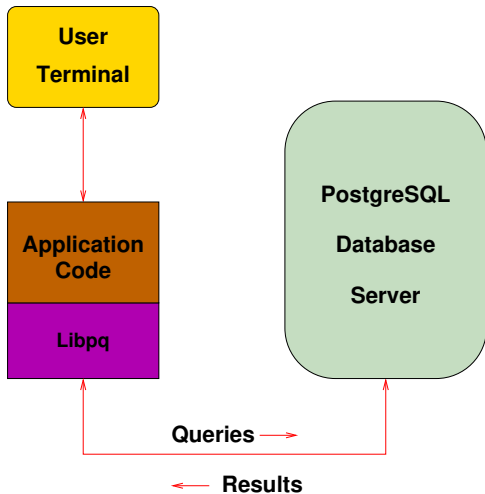 User
Terminal
Application
Code
Libpq
PostgreSQL
Database
Server
Queries
Results